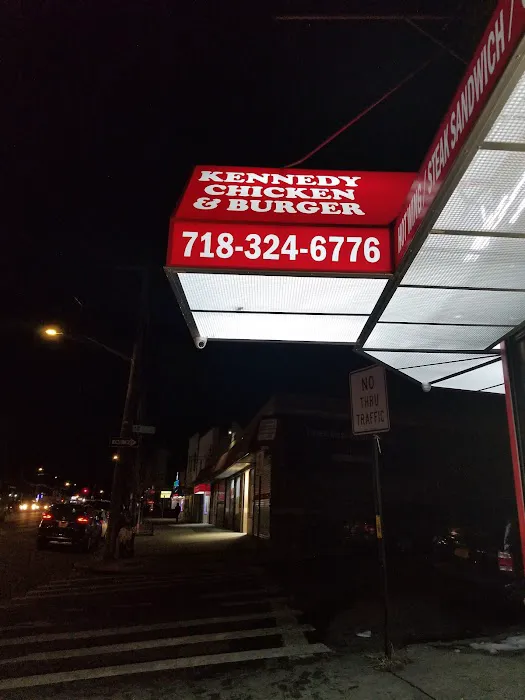 KENNEDY
CHICKEN
& BURGER
718-324-6776
STEAK SANDWICH /
NO
THRU
TRAFFIC